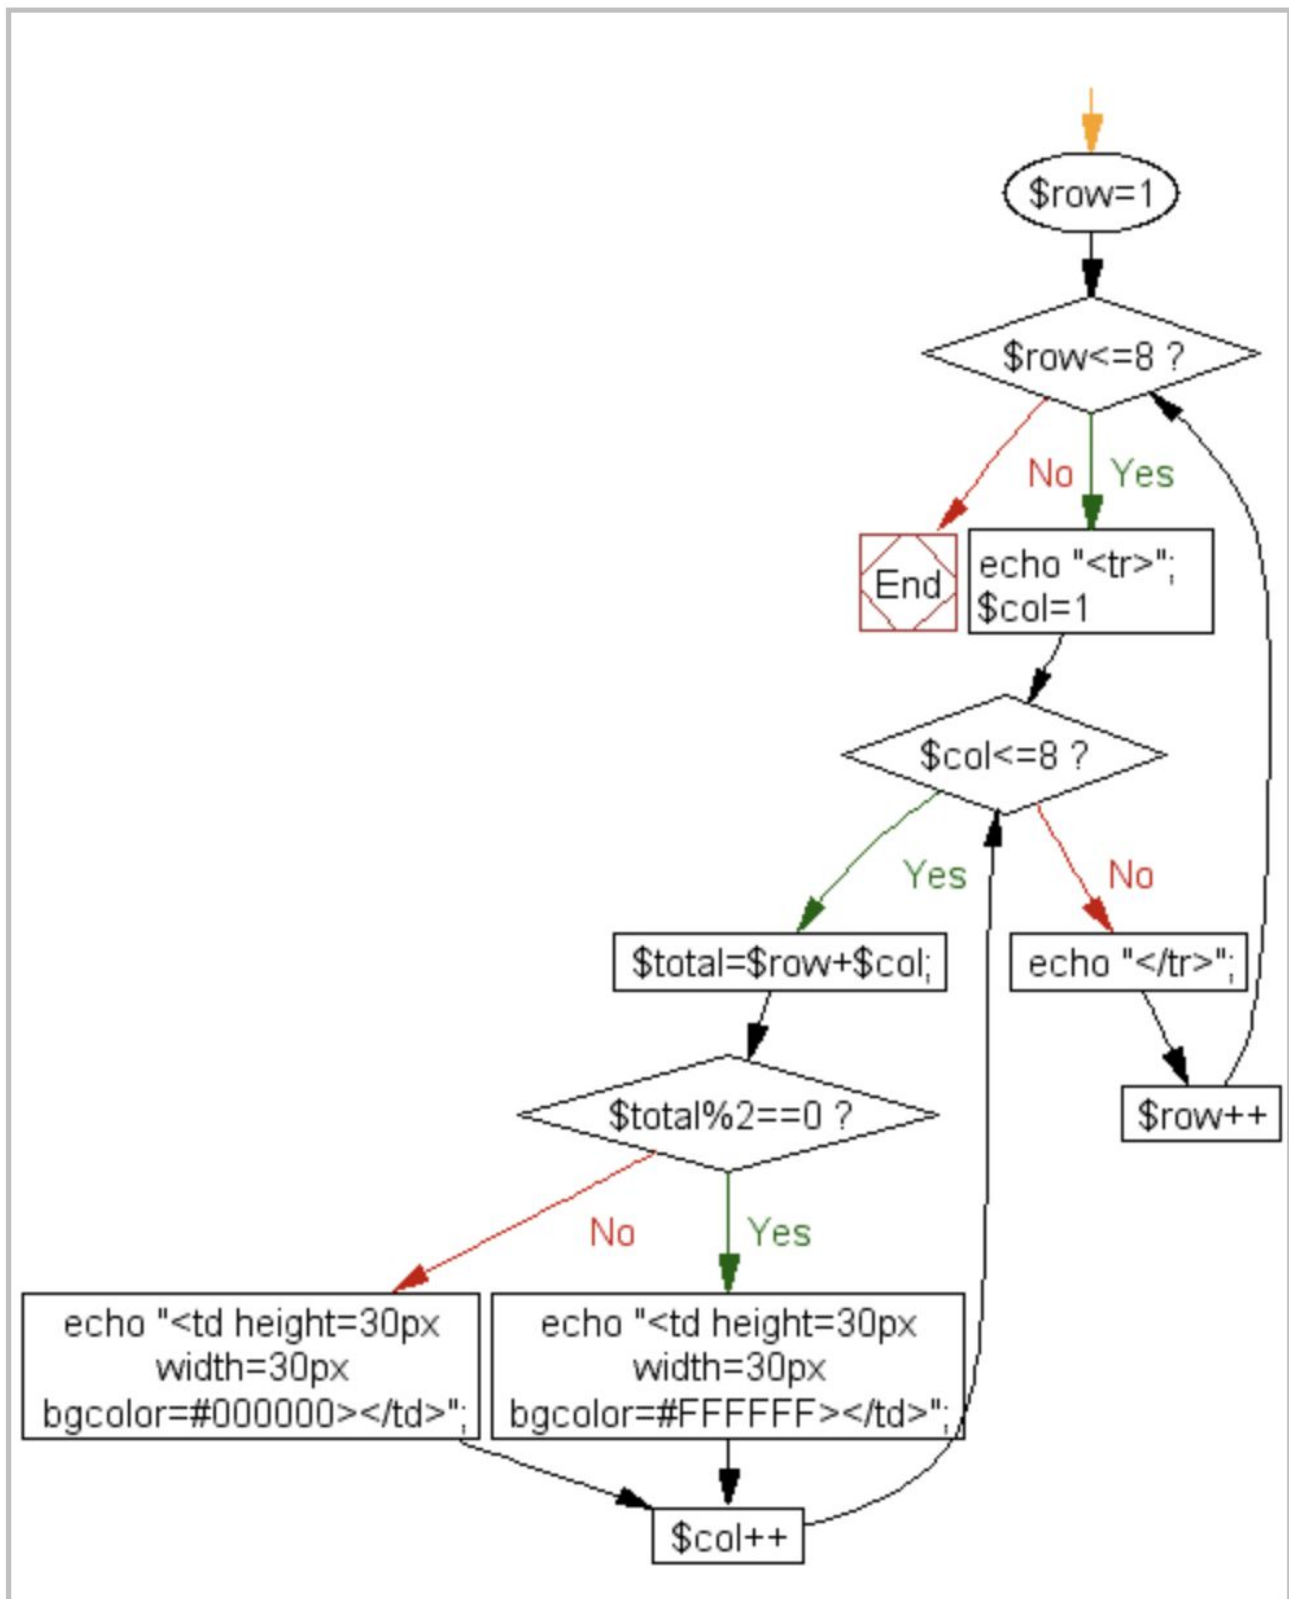 $row=1
$row<=8 ?
No
Yes
End
echo "<tr>";
$col=1
$col<=8 ?
Yes
No
$total=$row+$col;
echo "</tr>";
$total%2==0 ?
$row++
No
Yes
echo "<td height=30px
width=30px
bgcolor=#000000></td>";
echo "<td height=30px
width=30px
bgcolor=#FFFFFF></td>";
$col++